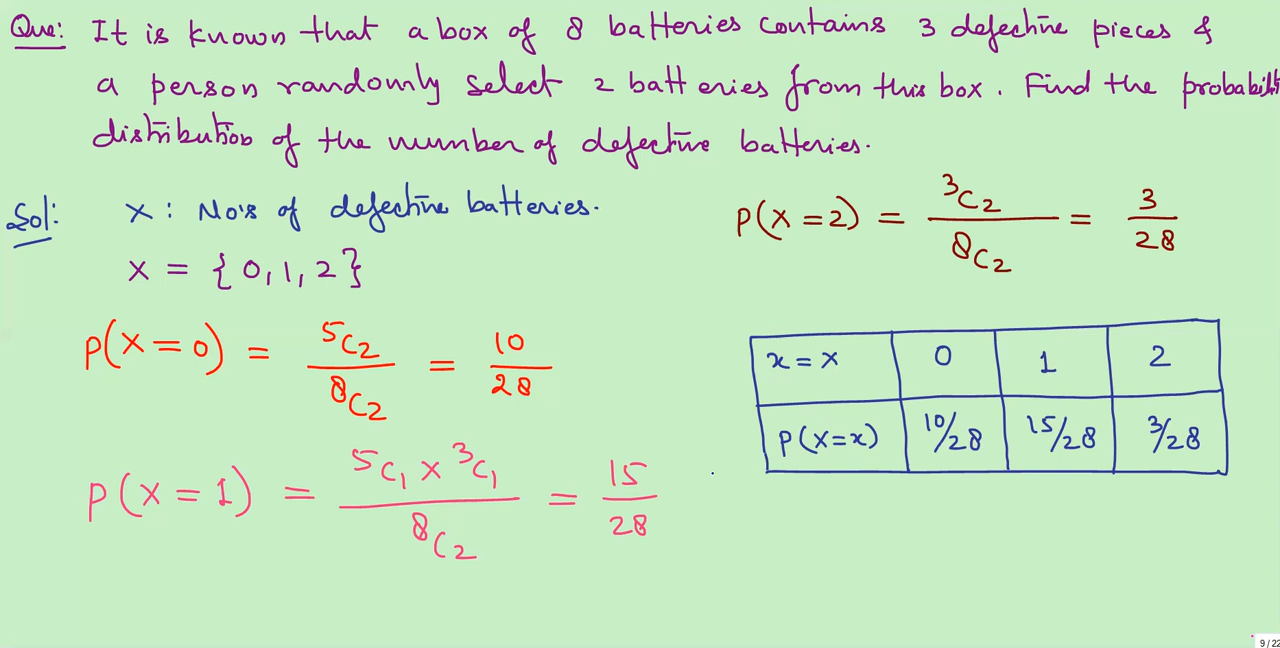 Que: It is known that a box of 8 batteries contains 3 defective pieces &
a person randomly select 2 batteries from this box. Find the probabilit
distribution of the number of defective batteries.
Sol: X : No's of defective batteries.
X = {0, 1, 2}
P(X = 0) = ⁵C₂ / ⁸C₂ = 10/28
P(X = 1) = ⁵C₁ × ³C₁ / ⁸C₂ = 15/28
P(X = 2) = ³C₂ / ⁸C₂ = 3/28
x = X 0 1 2
P(X=x) 10/28 15/28 3/28
9 / 22